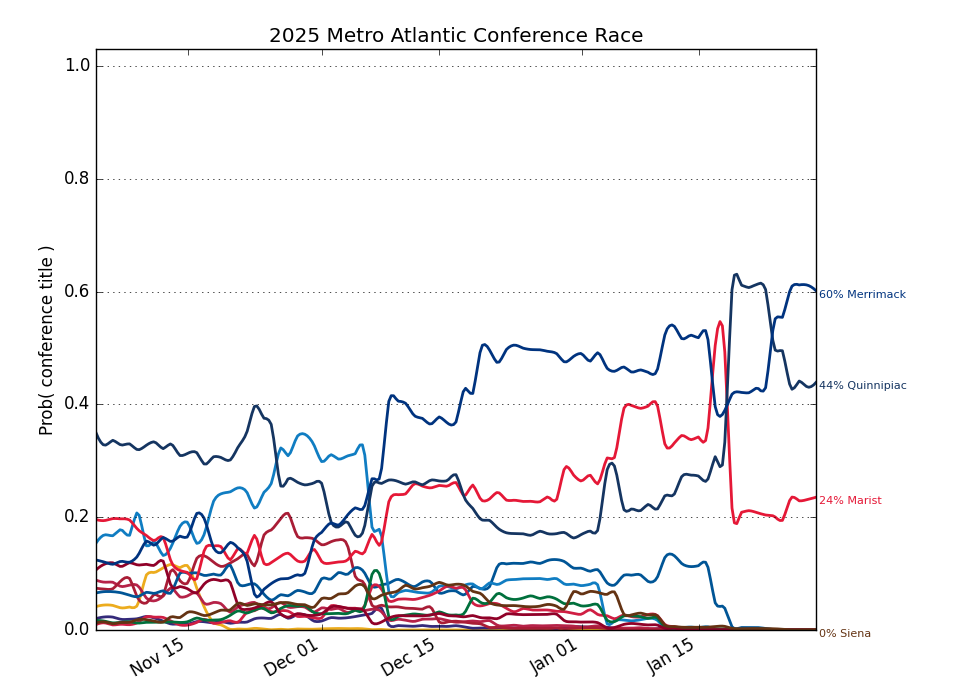 2025 Metro Atlantic Conference Race
Prob( conference title )
1.0
0.8
0.6
0.4
0.2
0.0
Nov 15
Dec 01
Dec 15
Jan 01
Jan 15
60% Merrimack
44% Quinnipiac
24% Marist
0% Siena